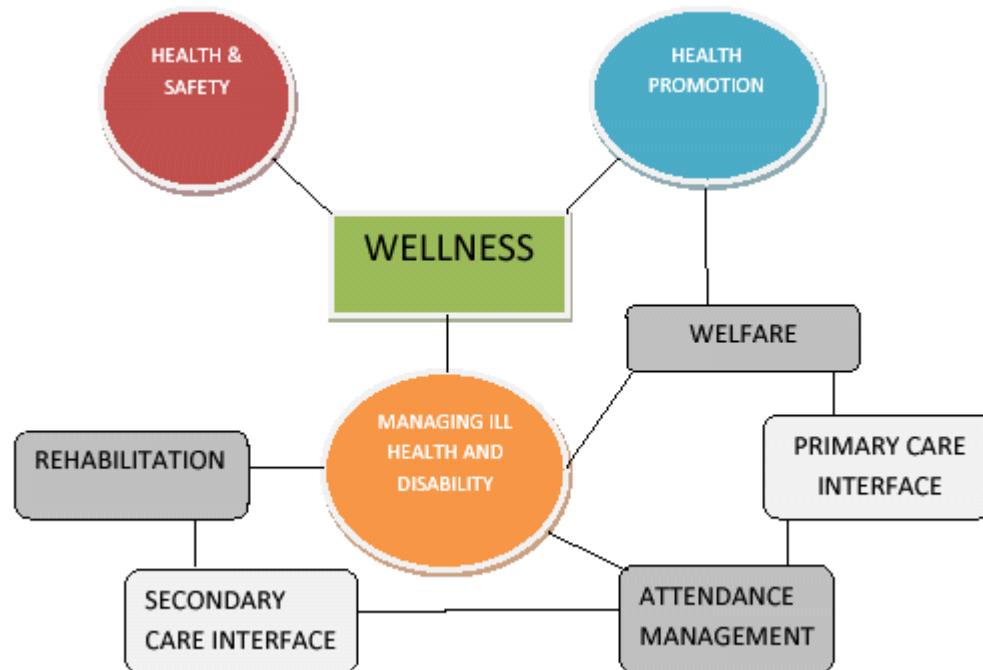 HEALTH &
SAFETY
HEALTH
PROMOTION
WELLNESS
WELFARE
MANAGING ILL
HEALTH AND
DISABILITY
REHABILITATION
PRIMARY CARE
INTERFACE
SECONDARY
CARE INTERFACE
ATTENDANCE
MANAGEMENT